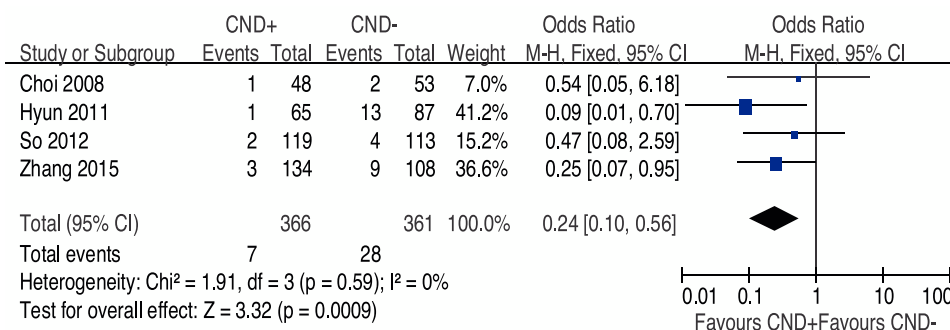 CND+ CND- Odds Ratio Odds Ratio
Study or Subgroup Events Total Events Total Weight M-H, Fixed, 95% CI M-H, Fixed, 95% CI
Choi 2008 1 48 2 53 7.0% 0.54 [0.05, 6.18]
Hyun 2011 1 65 13 87 41.2% 0.09 [0.01, 0.70]
So 2012 2 119 4 113 15.2% 0.47 [0.08, 2.59]
Zhang 2015 3 134 9 108 36.6% 0.25 [0.07, 0.95]
Total (95% CI) 366 361 100.0% 0.24 [0.10, 0.56]
Total events 7 28
Heterogeneity: Chi² = 1.91, df = 3 (p = 0.59); I² = 0%
Test for overall effect: Z = 3.32 (p = 0.0009)
0.01 0.1 1 10 100
Favours CND+ Favours CND-